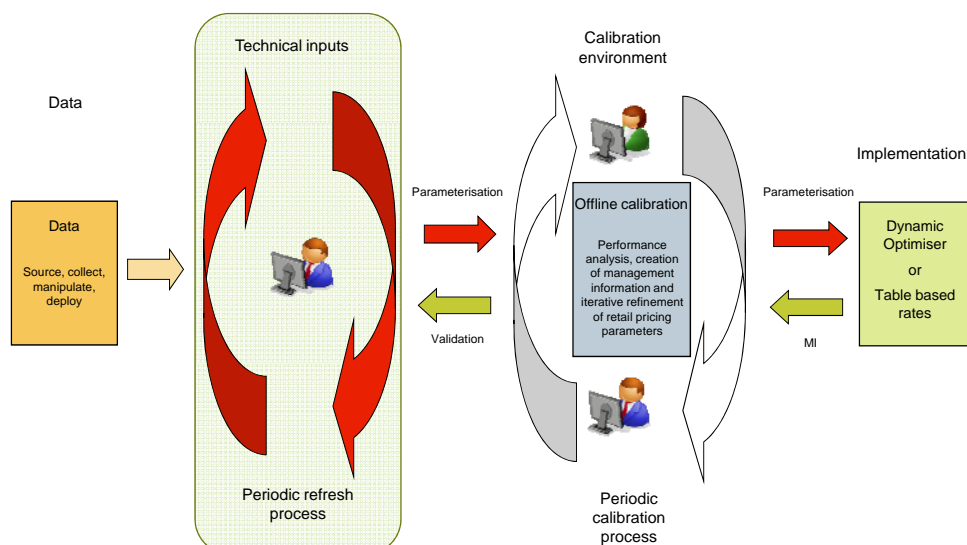 Data
Data
Source, collect,
manipulate,
deploy
Technical inputs
Periodic refresh
process
Parameterisation
Validation
Calibration
environment
Offline calibration
Performance
analysis, creation
of management
information and
iterative refinement
of retail pricing
parameters
Periodic
calibration
process
Parameterisation
MI
Implementation
Dynamic
Optimiser
or
Table based
rates